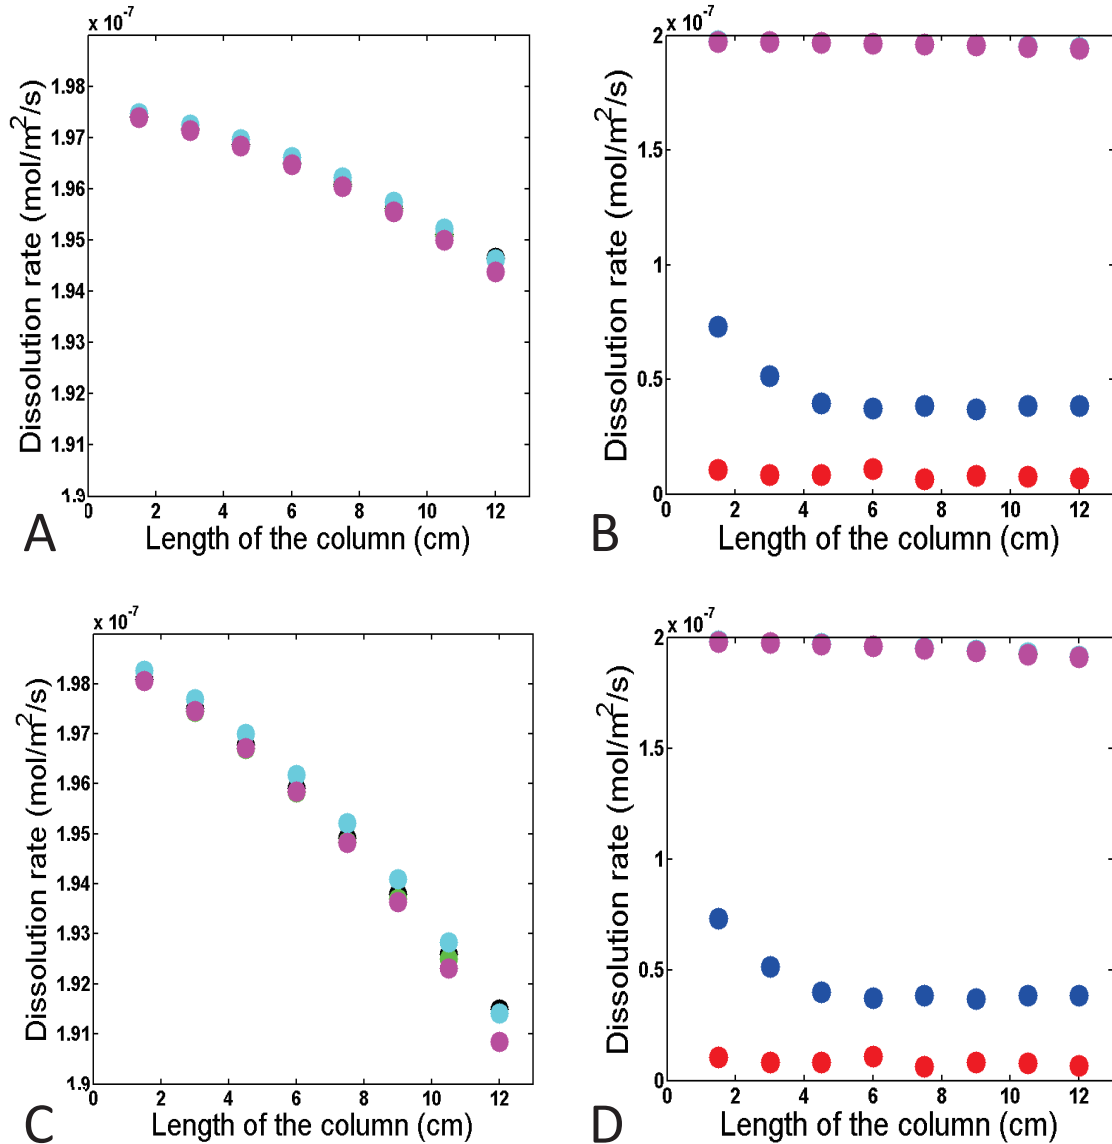 x 10-7
1.98
1.97
1.96
1.95
1.94
1.93
1.92
1.91
1.9
Dissolution rate (mol/m2/s)
0 2 4 6 8 10 12
Length of the column (cm)
A
x 10-7
2
1.5
1
0.5
0
Dissolution rate (mol/m2/s)
0 2 4 6 8 10 12
Length of the column (cm)
B
x 10-7
1.98
1.97
1.96
1.95
1.94
1.93
1.92
1.91
1.9
Dissolution rate (mol/m2/s)
0 2 4 6 8 10 12
Length of the column (cm)
C
x 10-7
2
1.5
1
0.5
0
Dissolution rate (mol/m2/s)
0 2 4 6 8 10 12
Length of the column (cm)
D